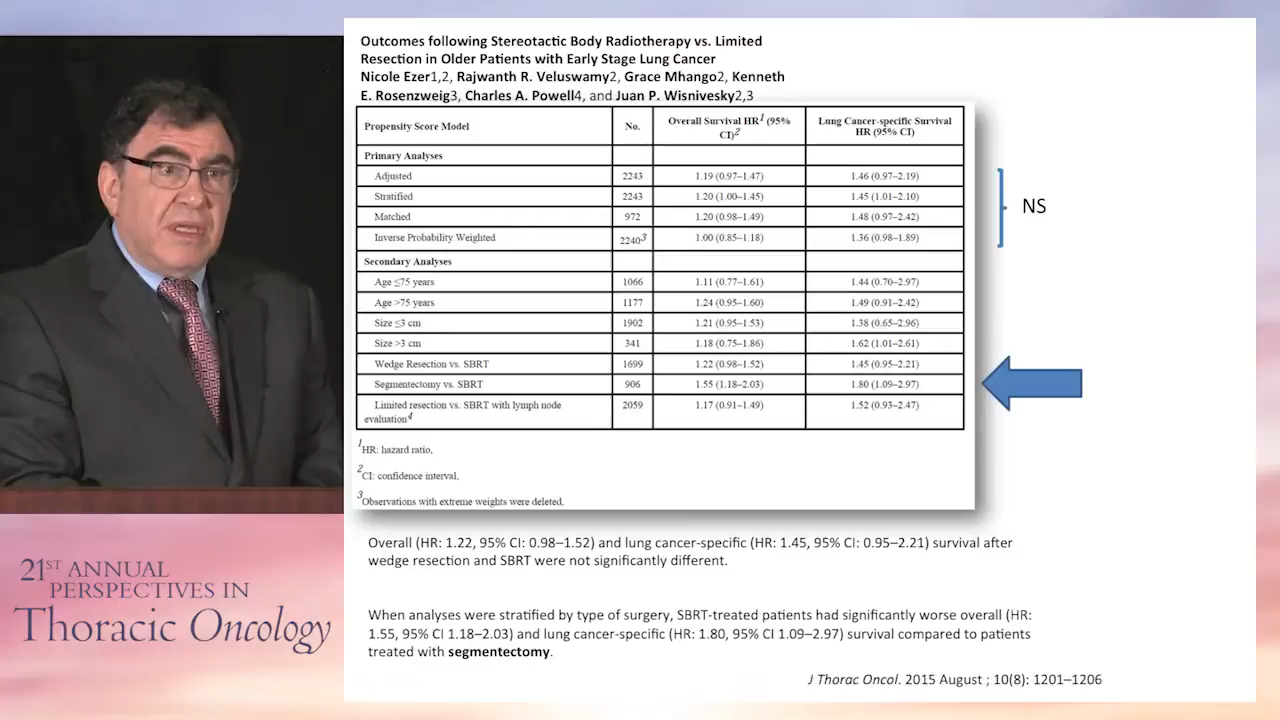 Outcomes following Stereotactic Body Radiotherapy vs. Limited
Resection in Older Patients with Early Stage Lung Cancer
Nicole Ezer1,2, Rajwanth R. Veluswamy2, Grace Mhango2, Kenneth
E. Rosenzweig3, Charles A. Powell4, and Juan P. Wisnivesky2,3
Propensity Score Model No. Overall Survival HR1 (95% CI)2 Lung Cancer-specific Survival HR (95% CI)
Primary Analyses
Adjusted 2243 1.19 (0.97–1.47) 1.46 (0.97–2.19)
Stratified 2243 1.20 (1.00–1.45) 1.45 (1.01–2.10)
Matched 972 1.20 (0.98–1.49) 1.48 (0.97–2.42)
Inverse Probability Weighted 22403 1.00 (0.85–1.18) 1.36 (0.98–1.89)
NS
Secondary Analyses
Age ≤75 years 1066 1.11 (0.77–1.61) 1.44 (0.70–2.97)
Age >75 years 1177 1.24 (0.95–1.60) 1.49 (0.91–2.42)
Size ≤3 cm 1902 1.21 (0.95–1.53) 1.38 (0.65–2.96)
Size >3 cm 341 1.18 (0.75–1.86) 1.62 (1.01–2.61)
Wedge Resection vs. SBRT 1699 1.22 (0.98–1.52) 1.45 (0.95–2.21)
Segmentectomy vs. SBRT 906 1.55 (1.18–2.03) 1.80 (1.09–2.97)
Limited resection vs. SBRT with lymph node evaluation4 2059 1.17 (0.91–1.49) 1.52 (0.93–2.47)
1HR: hazard ratio,
2CI: confidence interval.
3Observations with extreme weights were deleted.
Overall (HR: 1.22, 95% CI: 0.98–1.52) and lung cancer-specific (HR: 1.45, 95% CI: 0.95–2.21) survival after
wedge resection and SBRT were not significantly different.
When analyses were stratified by type of surgery, SBRT-treated patients had significantly worse overall (HR:
1.55, 95% CI 1.18–2.03) and lung cancer-specific (HR: 1.80, 95% CI 1.09–2.97) survival compared to patients
treated with segmentectomy.
J Thorac Oncol. 2015 August ; 10(8): 1201–1206
21ST ANNUAL
PERSPECTIVES IN
Thoracic Oncology